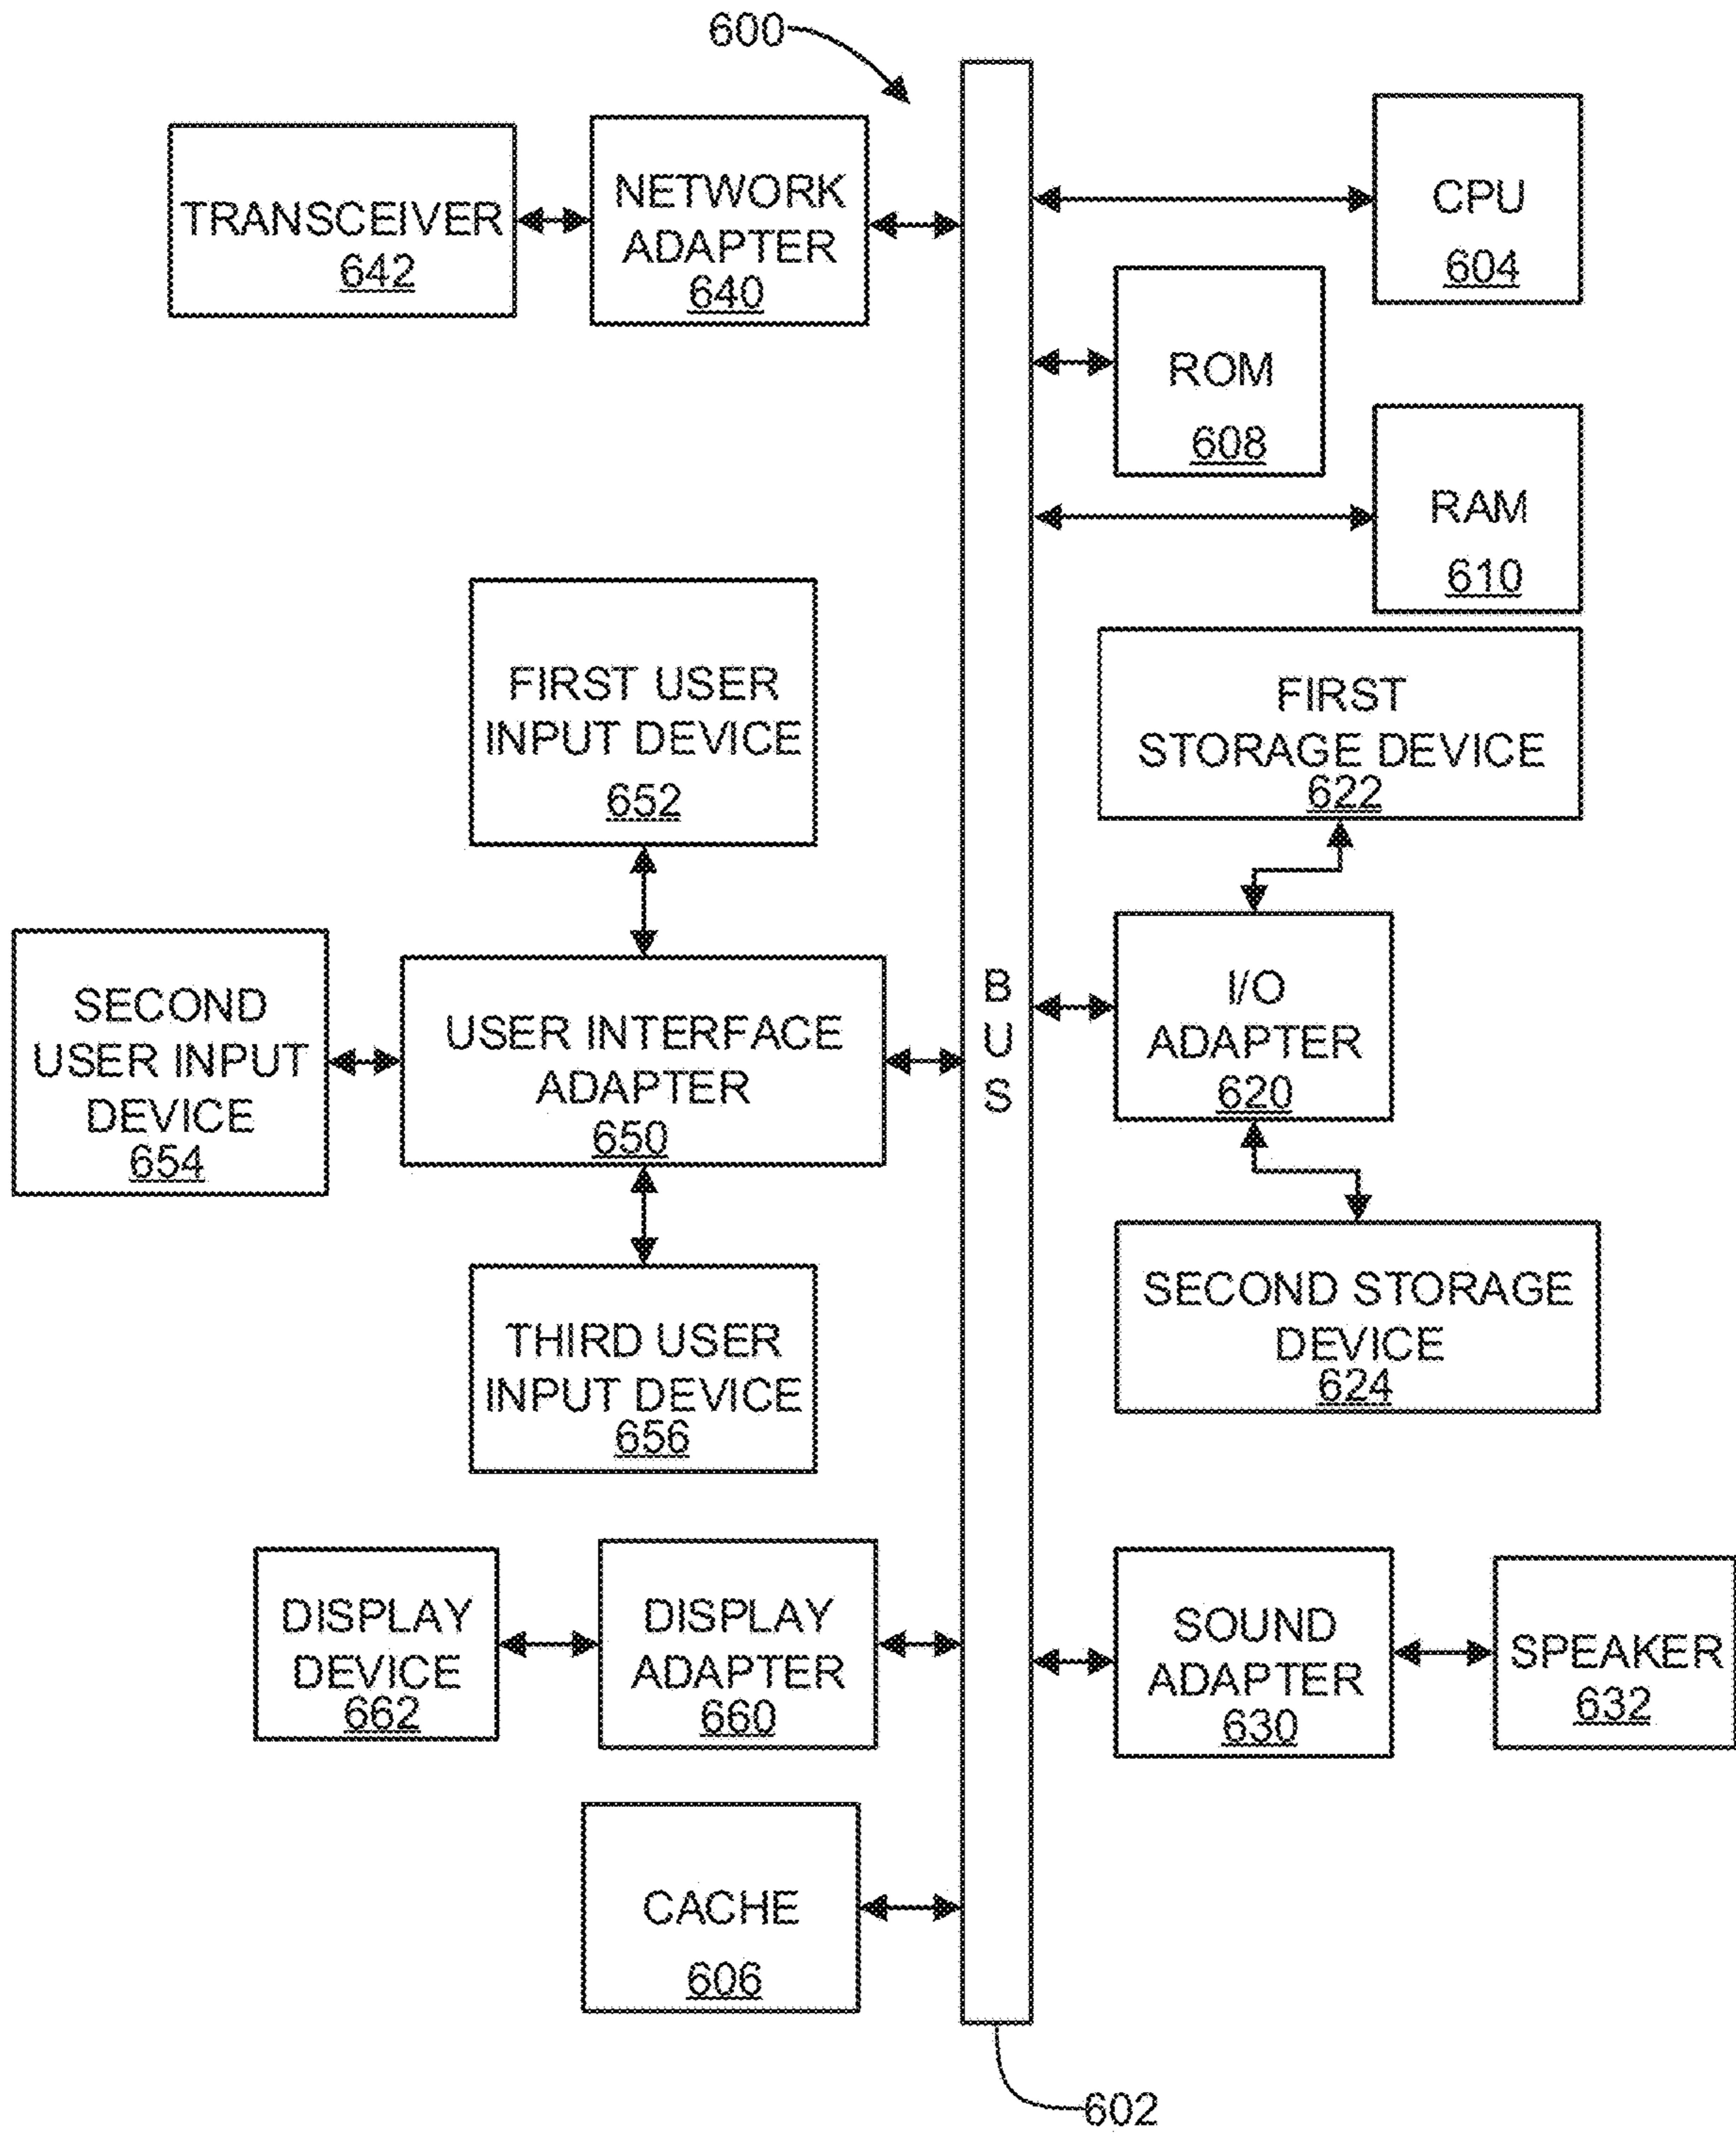 600
TRANSCEIVER
642
NETWORK
ADAPTER
640
CPU
604
ROM
608
RAM
610
FIRST USER
INPUT DEVICE
652
FIRST
STORAGE DEVICE
622
SECOND
USER INPUT
DEVICE
654
USER INTERFACE
ADAPTER
650
B
U
S
I/O
ADAPTER
620
THIRD USER
INPUT DEVICE
656
SECOND STORAGE
DEVICE
624
DISPLAY
DEVICE
662
DISPLAY
ADAPTER
660
SOUND
ADAPTER
630
SPEAKER
632
CACHE
606
602